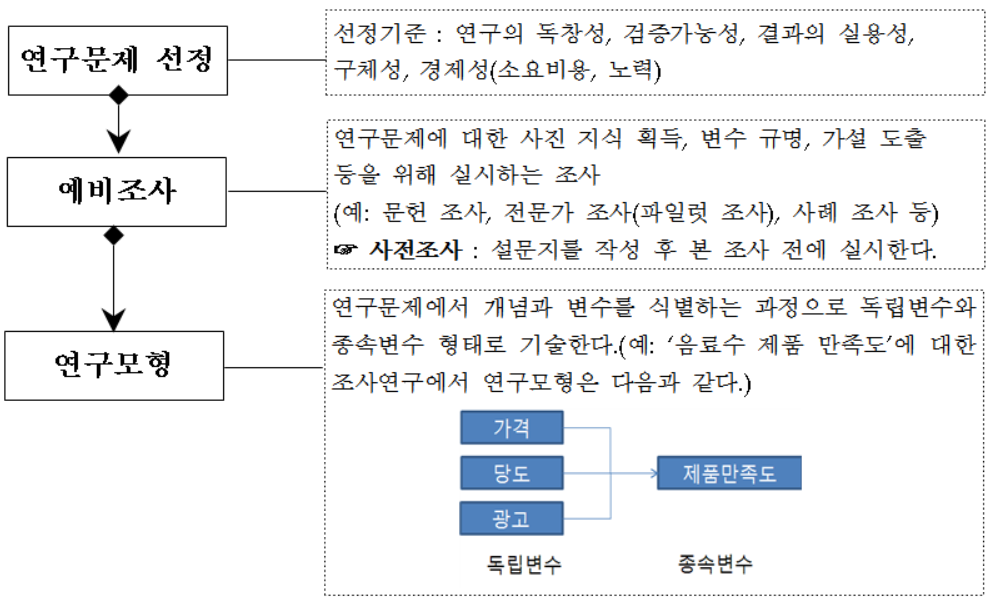 연구문제 선정
선정기준 : 연구의 독창성, 검증가능성, 결과의 실용성,
구체성, 경제성(소요비용, 노력)
예비조사
연구문제에 대한 사진 지식 획득, 변수 규명, 가설 도출
등을 위해 실시하는 조사
(예: 문헌 조사, 전문가 조사(파일럿 조사), 사례 조사 등)
☞ 사전조사 : 설문지를 작성 후 본 조사 전에 실시한다.
연구모형
연구문제에서 개념과 변수를 식별하는 과정으로 독립변수와
종속변수 형태로 기술한다.(예: ‘음료수 제품 만족도’에 대한
조사연구에서 연구모형은 다음과 같다.)
가격
당도
제품만족도
광고
독립변수
종속변수